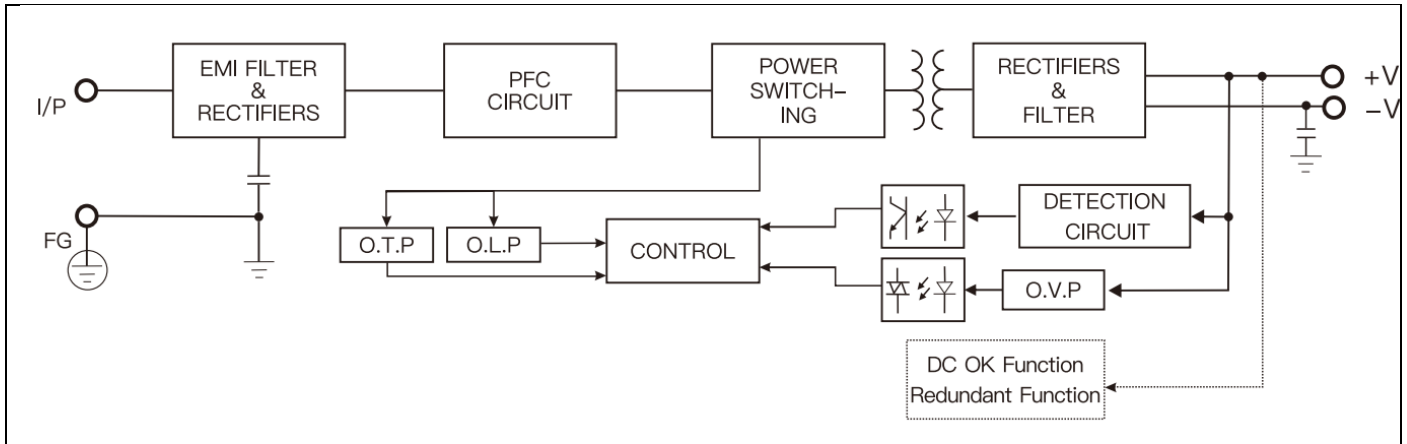 I/P
EMI FILTER
&
RECTIFIERS
PFC
CIRCUIT
POWER
SWITCH-
ING
RECTIFIERS
&
FILTER
+V
-V
FG
O.T.P
O.L.P
CONTROL
DETECTION
CIRCUIT
O.V.P
DC OK Function
Redundant Function